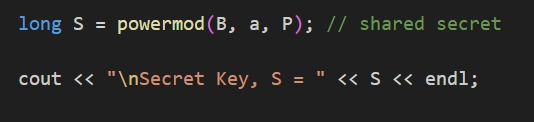 long S = powermod(B, a, P); // shared secret
cout << "\nSecret Key, S = " << S << endl;